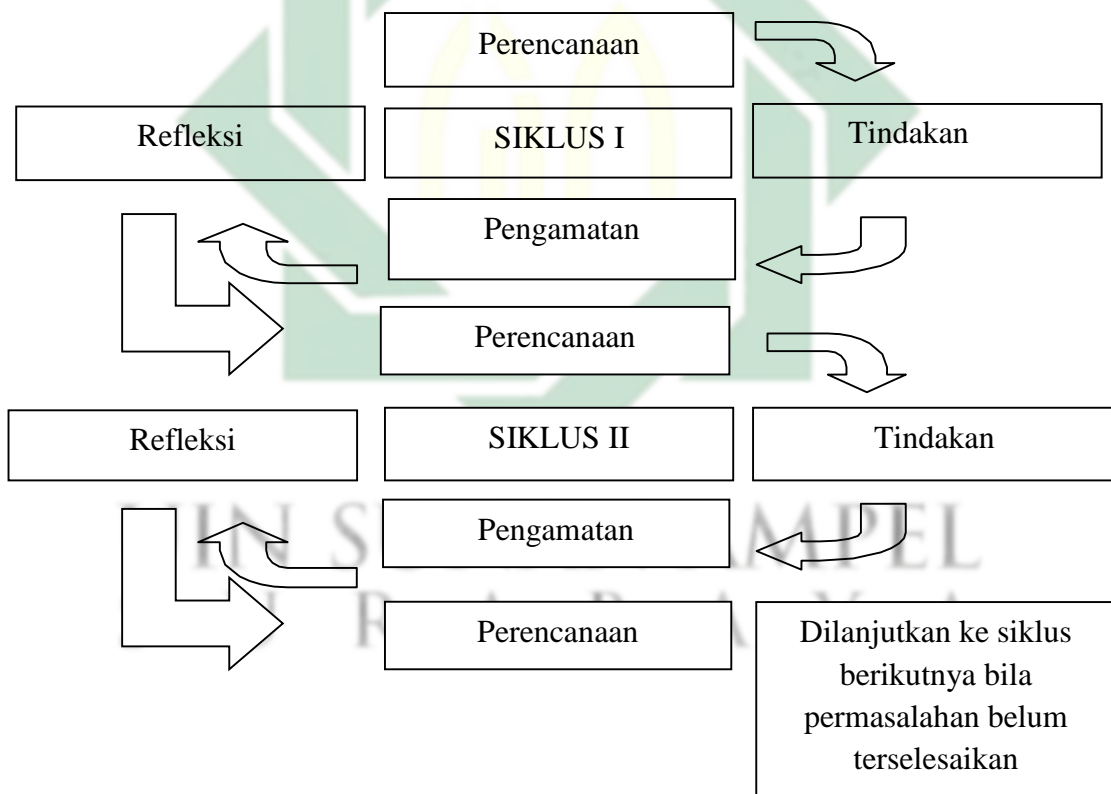 Perencanaan
Refleksi
SIKLUS I
Tindakan
Pengamatan
Perencanaan
Refleksi
SIKLUS II
Tindakan
Pengamatan
Perencanaan
Dilanjutkan ke siklus
berikutnya bila
permasalahan belum
terselesaikan